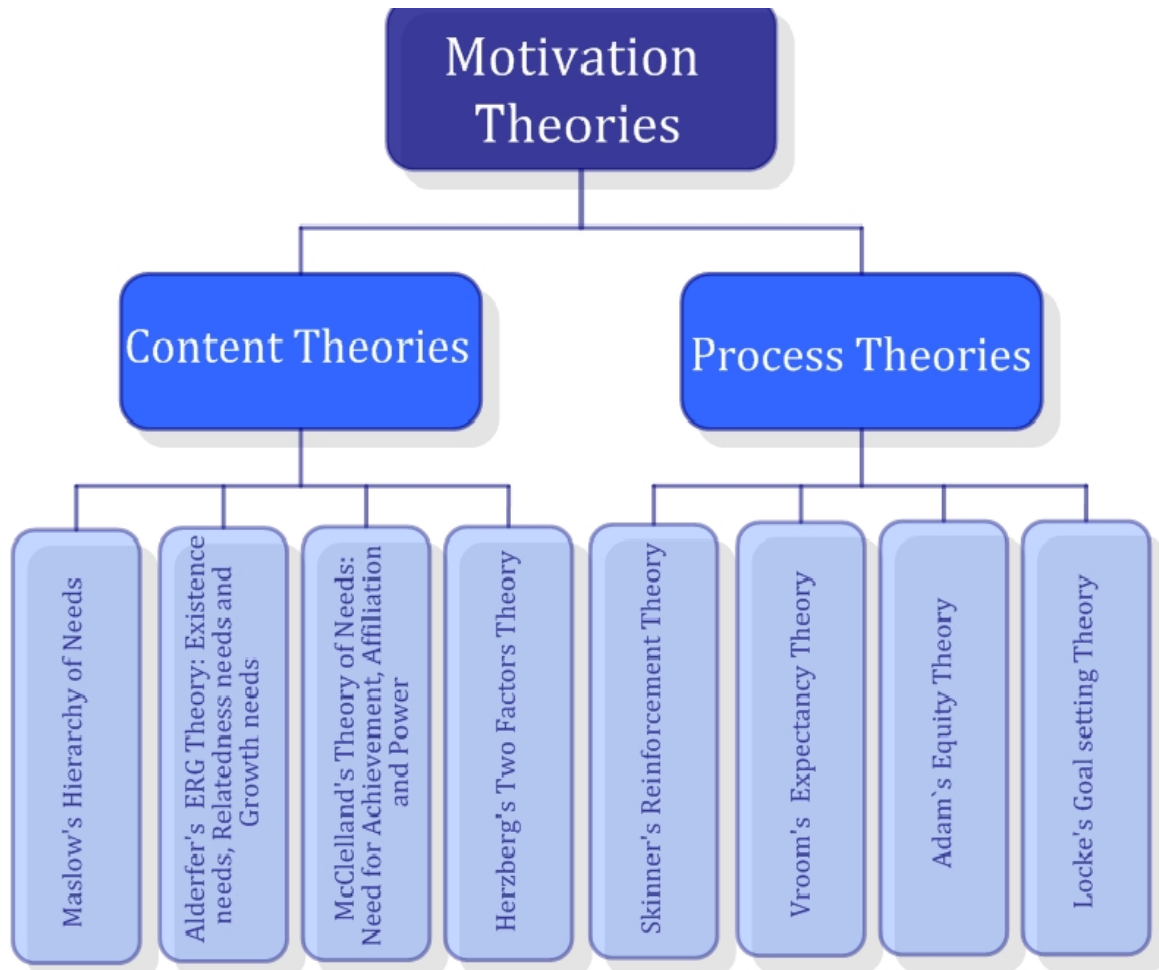 Motivation
Theories
Content Theories
Process Theories
Maslow's Hierarchy of Needs
Alderfer's ERG Theory: Existence
needs, Relatedness needs and
Growth needs
McClelland's Theory of Needs:
Need for Achievement, Affiliation
and Power
Herzberg's Two Factors Theory
Skinner's Reinforcement Theory
Vroom's Expectancy Theory
Adam`s Equity Theory
Locke's Goal setting Theory